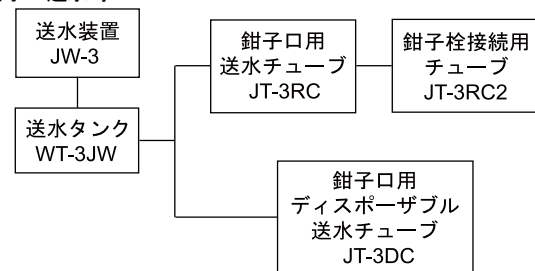 送水装置
JW-3
送水タンク
WT-3JW
鉗子口用
送水チューブ
JT-3RC
鉗子栓接続用
チューブ
JT-3RC2
鉗子口用
ディスポーザブル
送水チューブ
JT-3DC